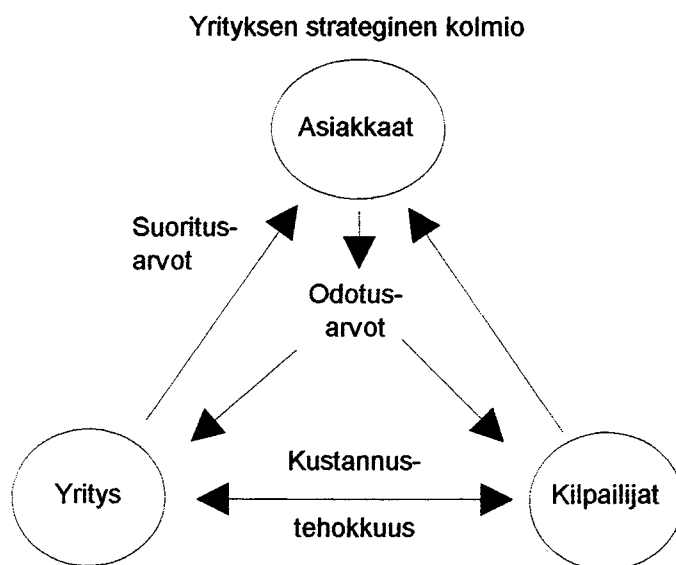 Yrityksen strateginen kolmio
Asiakkaat
Suoritus-
arvot
Odotus-
arvot
Kustannus-
Yritys
Kilpailijat
tehokkuus